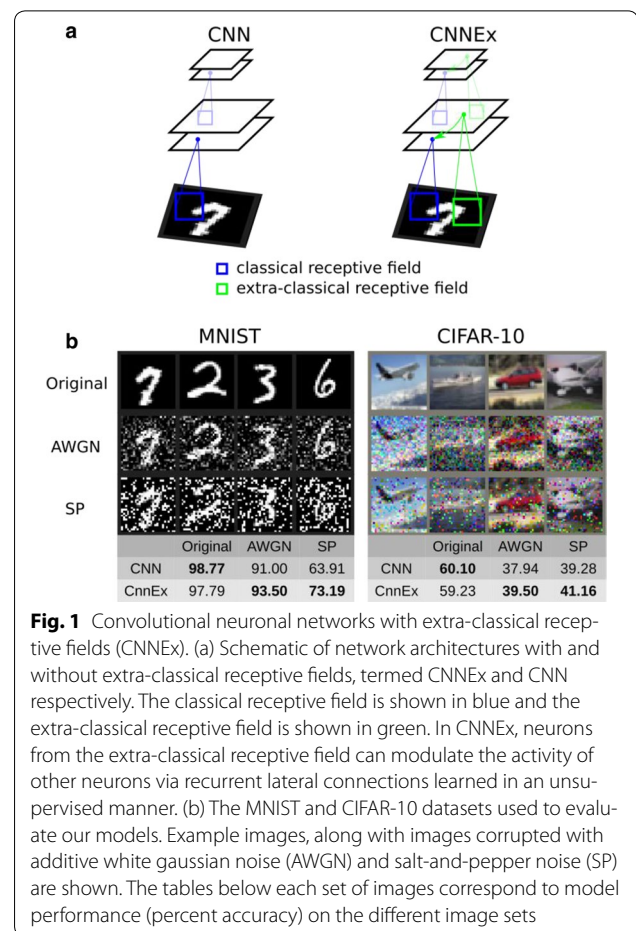 a
CNN
CNNEx
classical receptive field
extra-classical receptive field
b
MNIST
CIFAR-10
Original
AWGN
SP
Original AWGN SP
CNN 98.77 91.00 63.91
CnnEx 97.79 93.50 73.19
Original AWGN SP
CNN 60.10 37.94 39.28
CnnEx 59.23 39.50 41.16
Fig. 1 Convolutional neuronal networks with extra-classical recep-
tive fields (CNNEx). (a) Schematic of network architectures with and
without extra-classical receptive fields, termed CNNEx and CNN
respectively. The classical receptive field is shown in blue and the
extra-classical receptive field is shown in green. In CNNEx, neurons
from the extra-classical receptive field can modulate the activity of
other neurons via recurrent lateral connections learned in an unsu-
pervised manner. (b) The MNIST and CIFAR-10 datasets used to evalu-
ate our models. Example images, along with images corrupted with
additive white gaussian noise (AWGN) and salt-and-pepper noise (SP)
are shown. The tables below each set of images correspond to model
performance (percent accuracy) on the different image sets